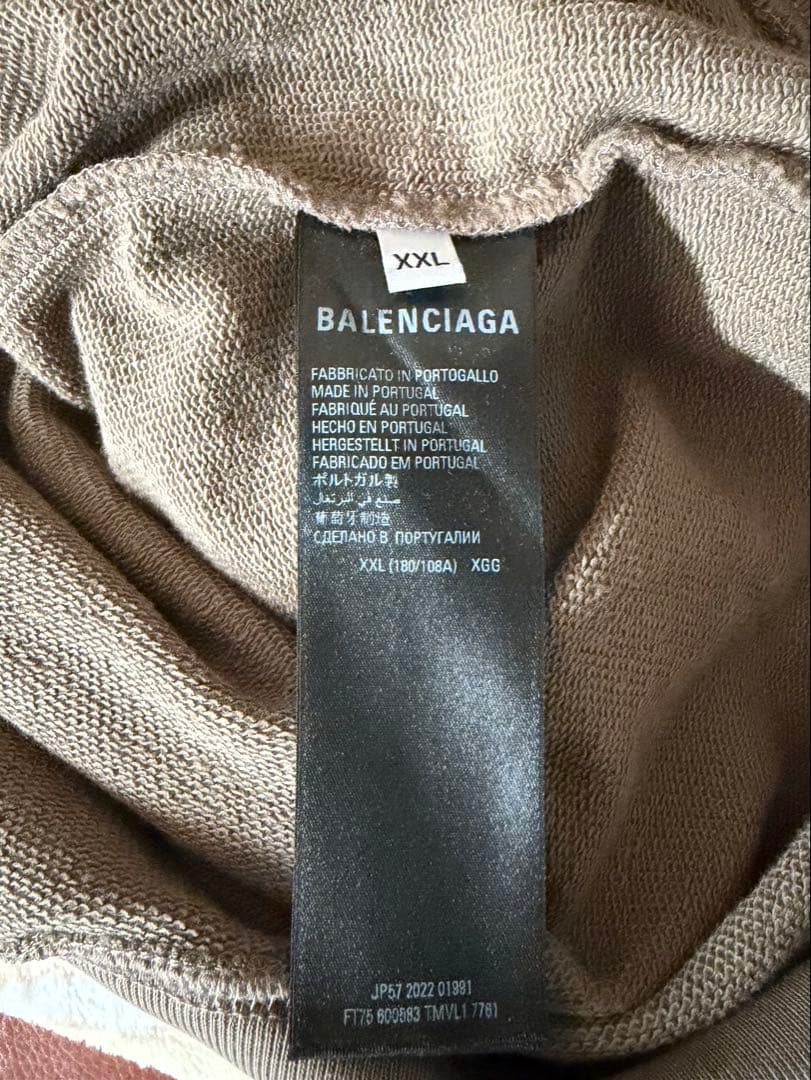 XXL
BALENCIAGA
FABBRICATO IN PORTOGALLO
MADE IN PORTUGAL
FABRIQUÉ AU PORTUGAL
HECHO EN PORTUGAL
HERGESTELLT IN PORTUGAL
FABRICADO EM PORTUGAL
ポルトガル製
صنع في البرتغال
葡萄牙制造
СДЕЛАНО В ПОРТУГАЛИИ
XXL (180/108A) XGG
JP57 2022 01991
FT75 600583 TMVL1 7761